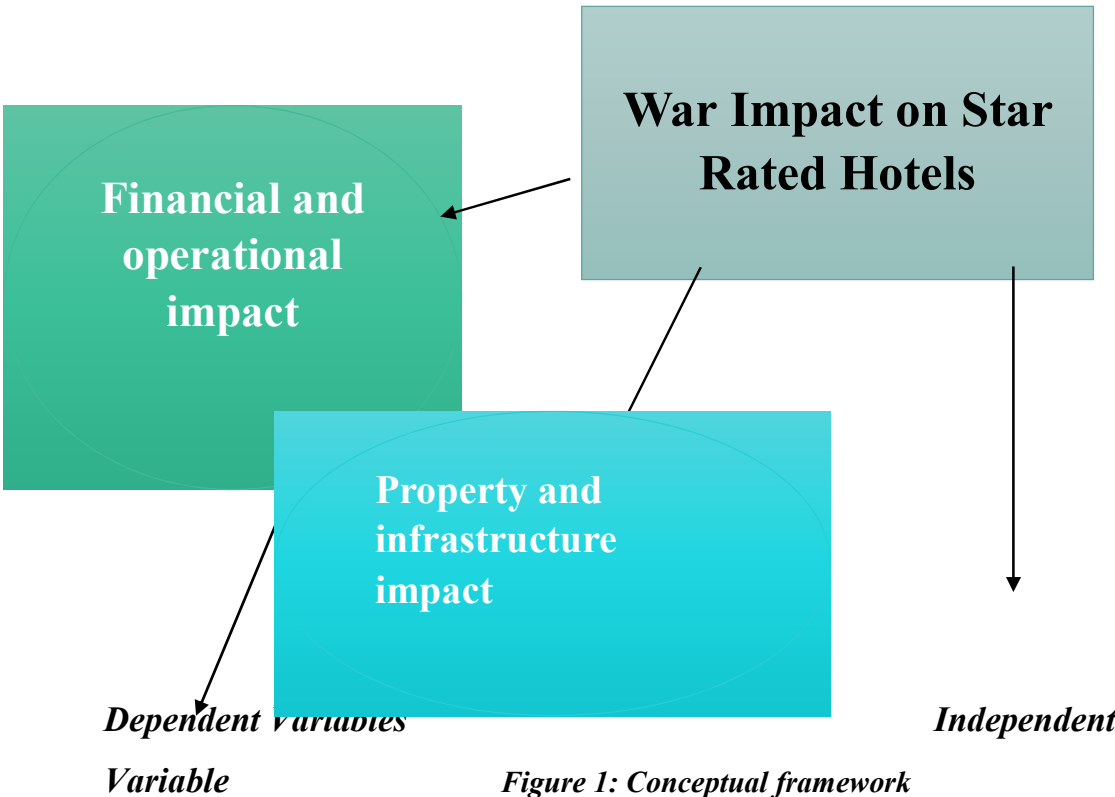 War Impact on Star
Rated Hotels
Financial and
operational
impact
Property and
infrastructure
impact
Dependent Variables Independent
Variable Figure 1: Conceptual framework